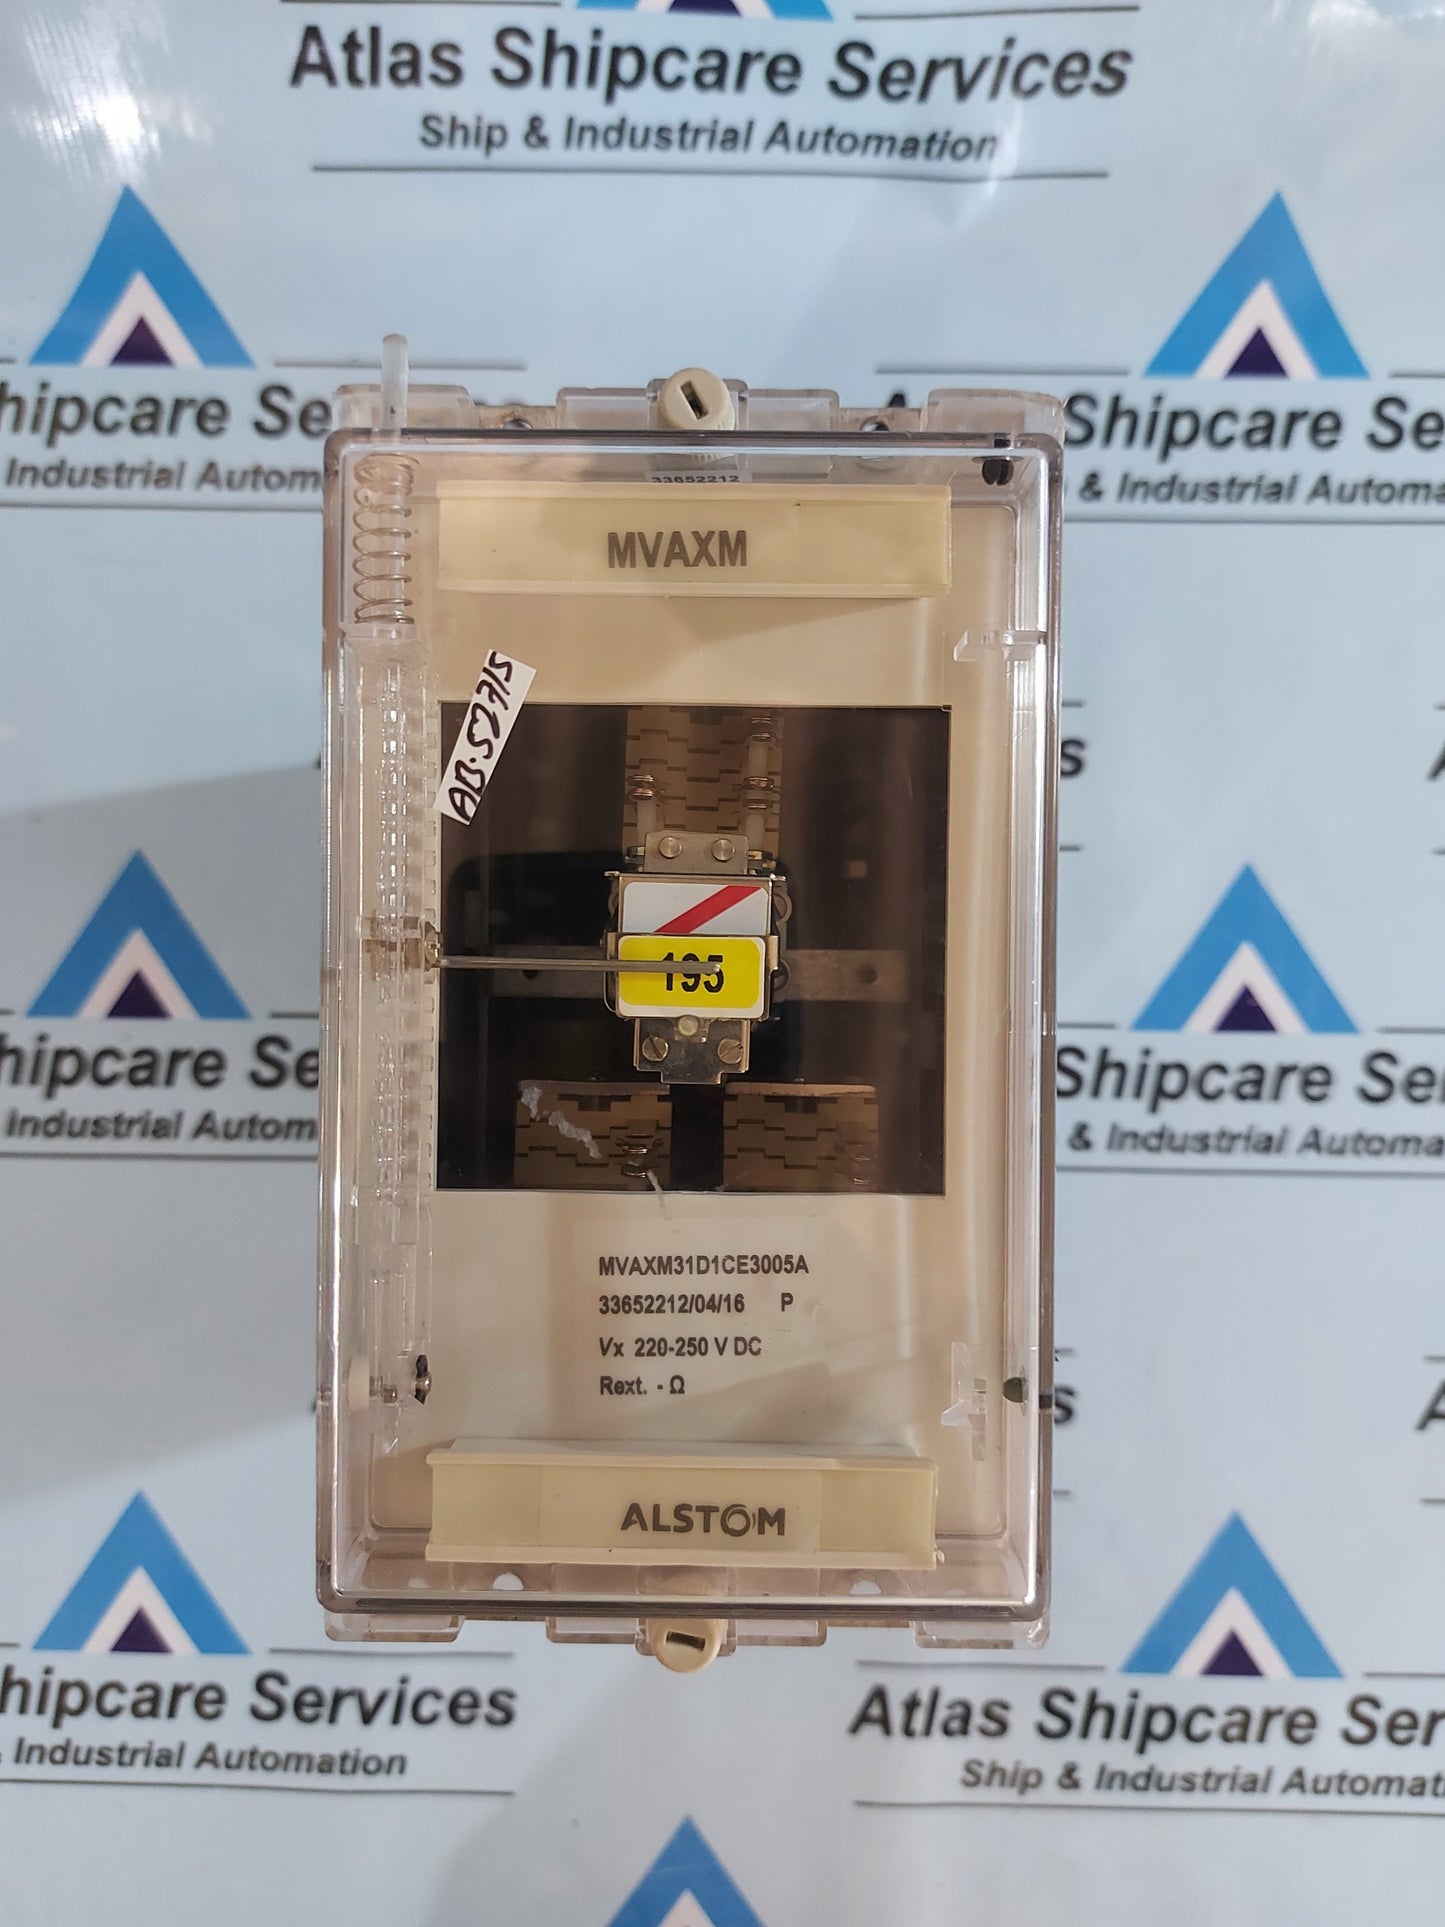 Atlas Shipcare Services
Ship & Industrial Automation
hipcare Se
Industrial Autom
Shipcare Se
& Industrial Automa
33652212
MVAXM
AB.52715
s
195
hipcare Se
Industrial Autom
Shipcare Ser
& Industrial Automa
MVAXM31D1CE3005A
33652212/04/16 P
Vx 220-250 V DC
Rext. - Ω
s
ALSTOM
hipcare Services
Industrial Automation
Atlas Shipcare Ser
Ship & Industrial Automat